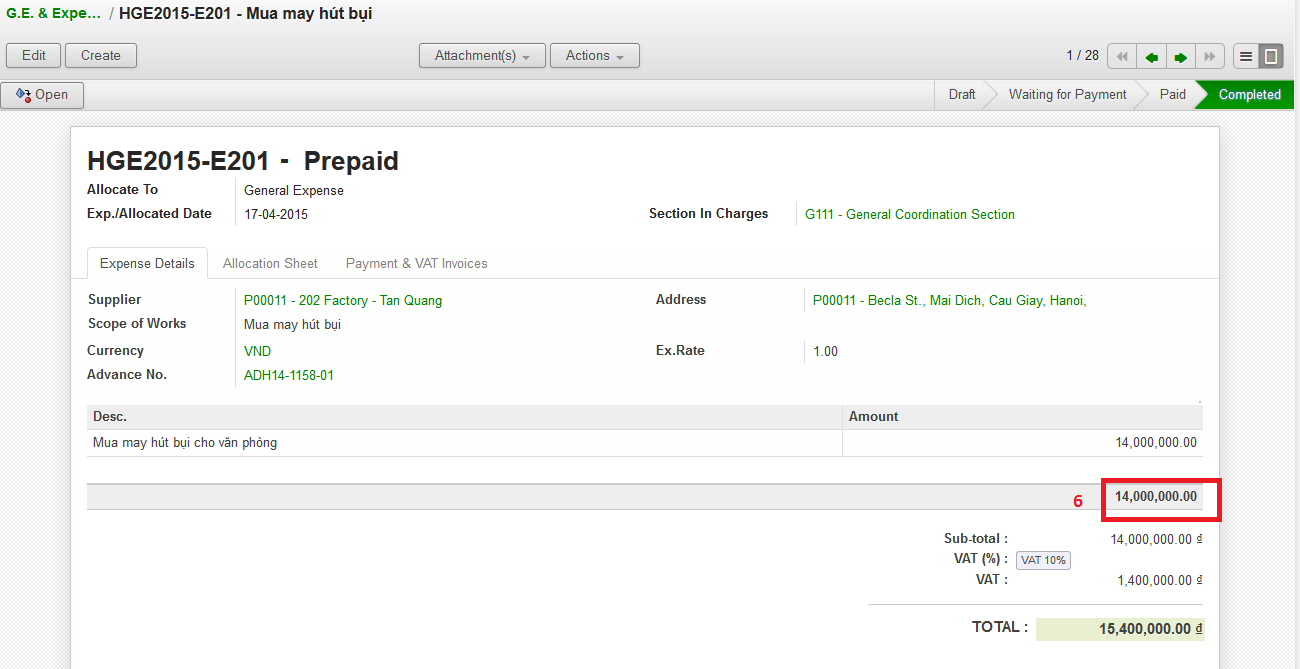 G.E. & Expe... / HGE2015-E201 - Mua may hút bụi
Edit Create Attachment(s) Actions 1 / 28
Open Draft Waiting for Payment Paid Completed
HGE2015-E201 - Prepaid
Allocate To General Expense
Exp./Allocated Date 17-04-2015 Section In Charges G111 - General Coordination Section
Expense Details Allocation Sheet Payment & VAT Invoices
Supplier P00011 - 202 Factory - Tan Quang Address P00011 - Becla St., Mai Dich, Cau Giay, Hanoi,
Scope of Works Mua may hút bụi
Currency VND Ex.Rate 1.00
Advance No. ADH14-1158-01
Desc. Amount
Mua may hút bụi cho văn phòng 14,000,000.00
6 14,000,000.00
Sub-total : 14,000,000.00 ₫
VAT (%) : VAT 10%
VAT : 1,400,000.00 ₫
TOTAL : 15,400,000.00 ₫